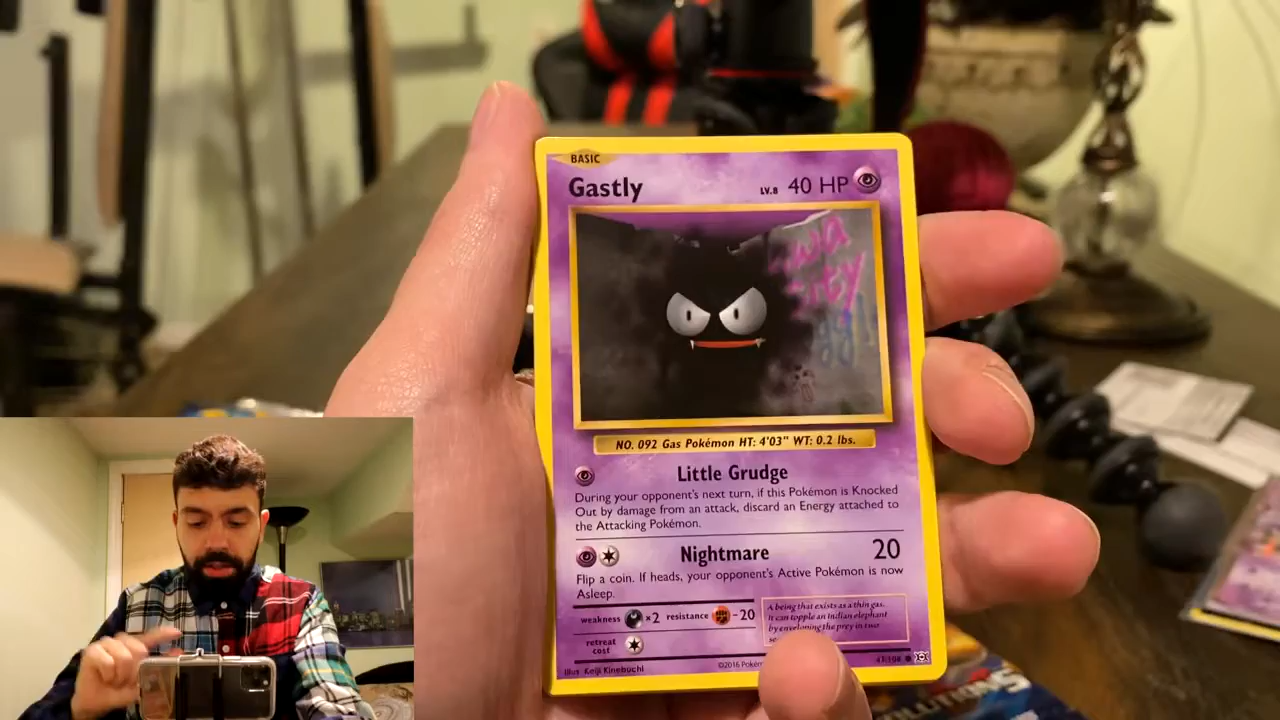 BASIC
Gastly LV.8 40 HP
NO. 092 Gas Pokémon HT: 4'03" WT: 0.2 lbs.
Little Grudge
During your opponent's next turn, if this Pokémon is Knocked
Out by damage from an attack, discard an Energy attached to
the Attacking Pokémon.
Nightmare 20
Flip a coin. If heads, your opponent's Active Pokémon is now
Asleep.
weakness ×2 resistance -20
A being that exists as a thin gas.
It can topple an Indian elephant
by enveloping the prey in two
retreat
cost
Illus. Keiji Kinebuchi ©2016